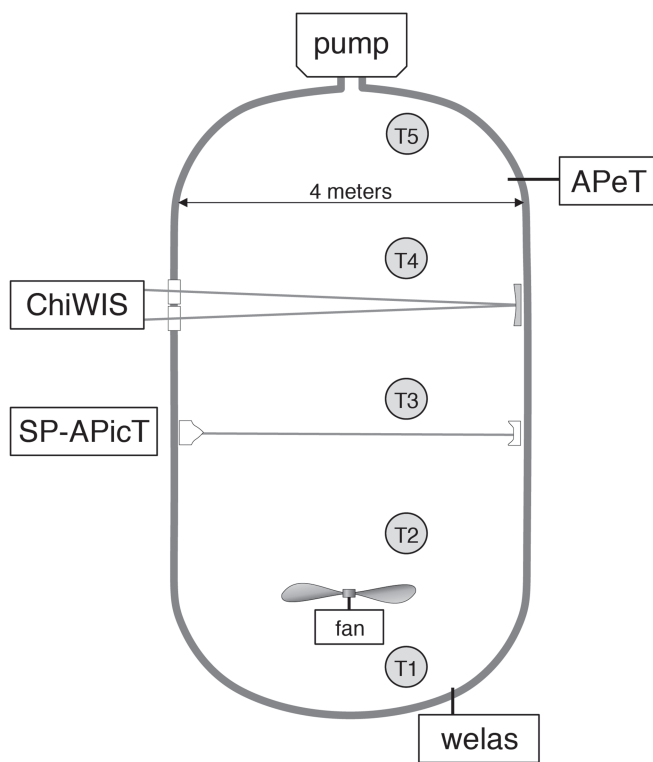 pump
T5
APeT
4 meters
T4
ChiWIS
T3
SP-APicT
T2
fan
T1
welas